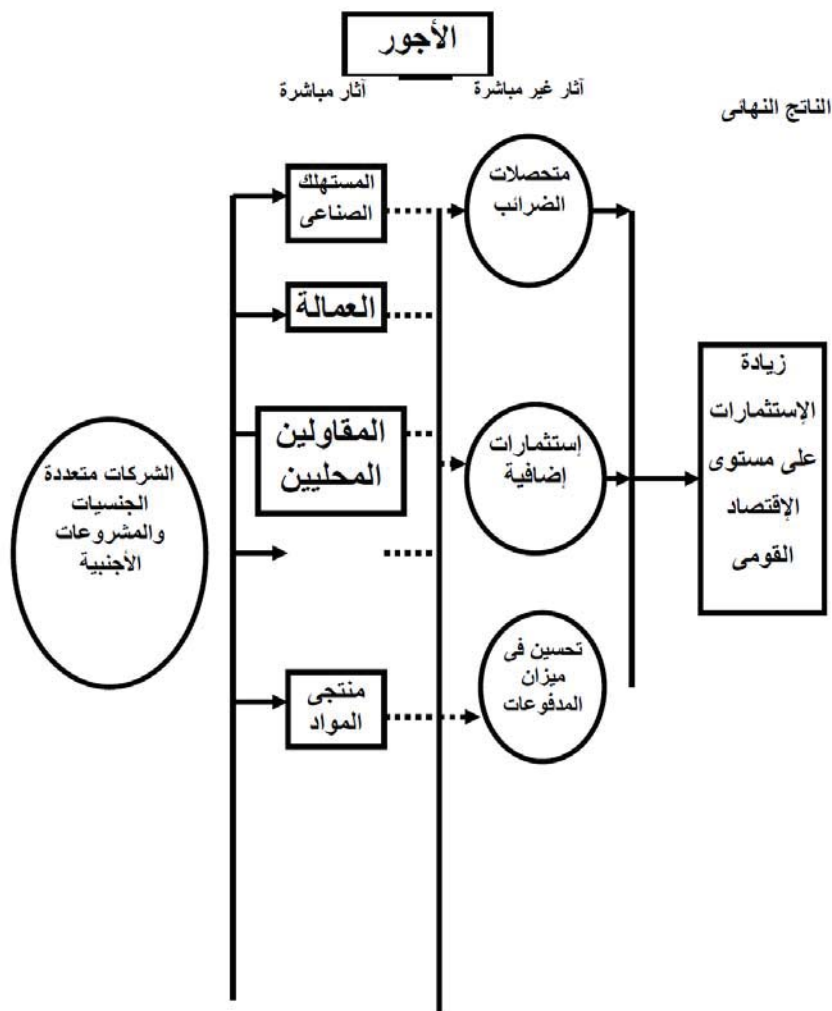 الأجور
آثار مباشرة
آثار غير مباشرة
الناتج النهائى
المستهلك
الصناعى
متحصلات
الضرائب
العمالة
المقاولين
المحليين
إستثمارات
إضافية
زيادة
الإستثمارات
على مستوى
الإقتصاد
القومى
الشركات متعددة
الجنسيات
والمشروعات
الأجنبية
منتجى
المواد
تحسين فى
ميزان
المدفوعات